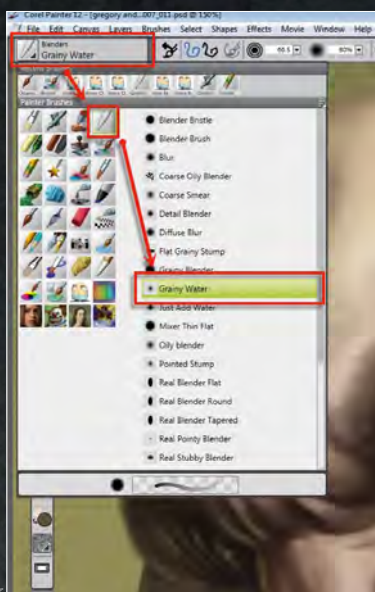 Corel Painter 12 - [gregory and...007_011.psd @ 150%]
File Edit Canvas Layers Brushes Select Shapes Effects Movie Window Help
Blenders
Grainy Water
68.5
60%
Painter Brushes
Blender Bristle
Blender Brush
Blur
Coarse Oily Blender
Coarse Smear
Detail Blender
Diffuse Blur
Flat Grainy Stump
Grainy Blender
Grainy Water
Just Add Water
Mixer Thin Flat
Oily blender
Pointed Stump
Real Blender Flat
Real Blender Round
Real Blender Tapered
Real Pointy Blender
Real Stubby Blender